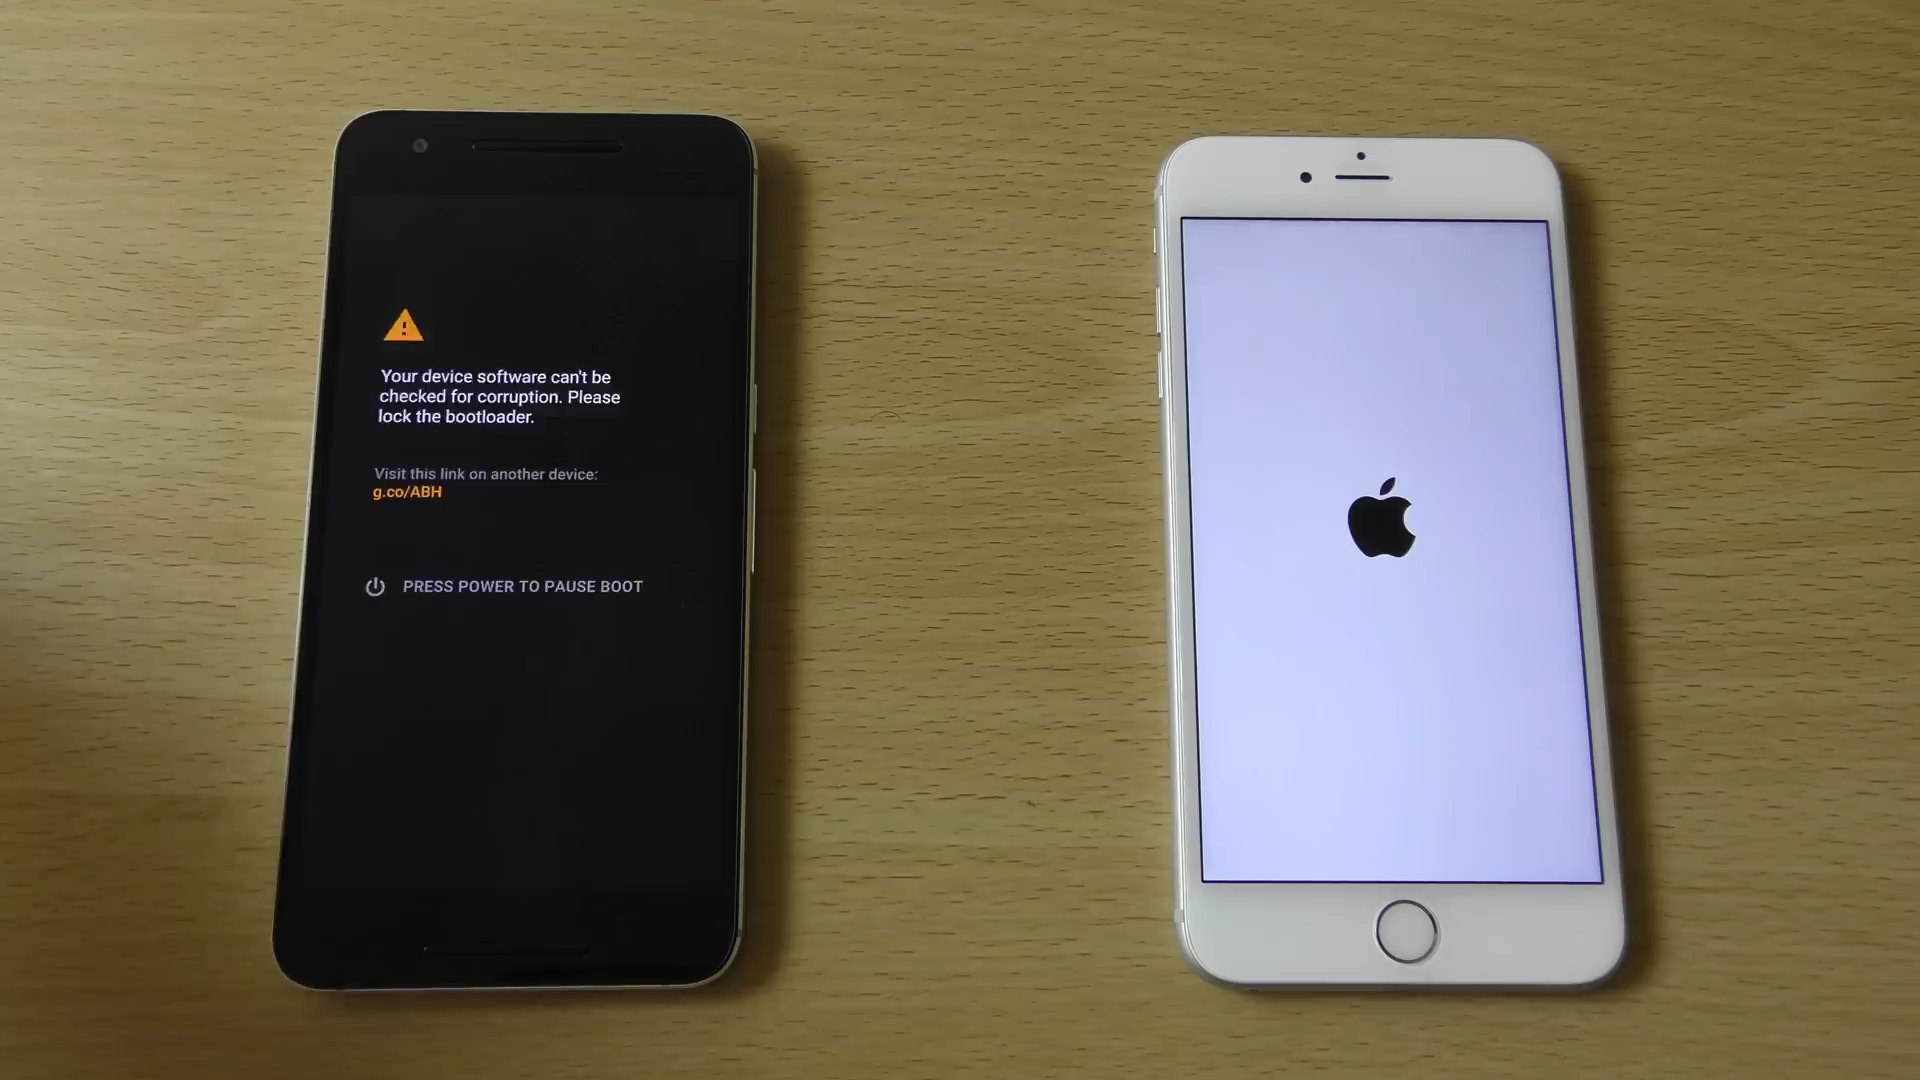 Your device software can't be
checked for corruption. Please
lock the bootloader.
Visit this link on another device:
g.co/ABH
PRESS POWER TO PAUSE BOOT